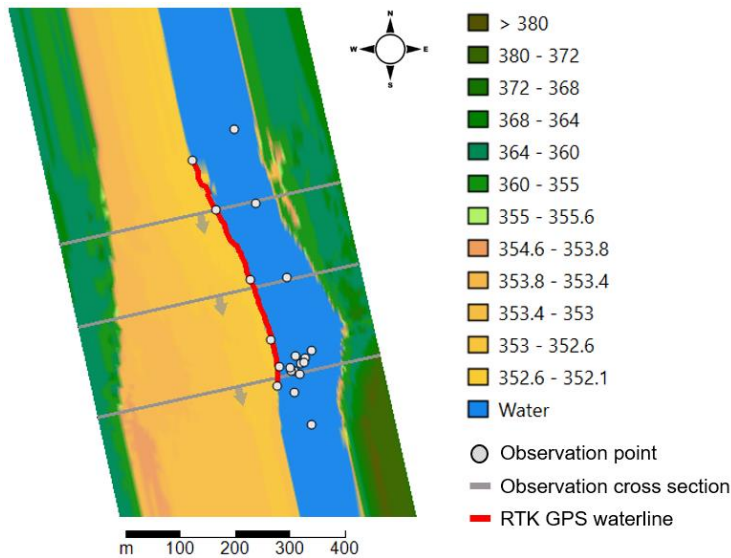 N
W
E
S
> 380
380 - 372
372 - 368
368 - 364
364 - 360
360 - 355
355 - 355.6
354.6 - 353.8
353.8 - 353.4
353.4 - 353
353 - 352.6
352.6 - 352.1
Water
Observation point
Observation cross section
RTK GPS waterline
m 100 200 300 400